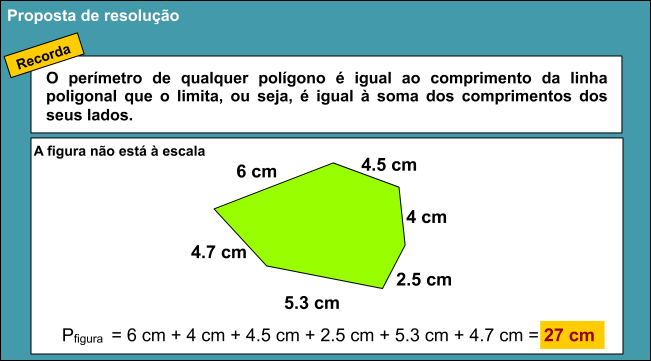 Proposta de resolução
Recorda
O perímetro de qualquer polígono é igual ao comprimento da linha
poligonal que o limita, ou seja, é igual à soma dos comprimentos dos
seus lados.
A figura não está à escala
6 cm
4.5 cm
4 cm
4.7 cm
2.5 cm
5.3 cm
Pfigura = 6 cm + 4 cm + 4.5 cm + 2.5 cm + 5.3 cm + 4.7 cm = 27 cm